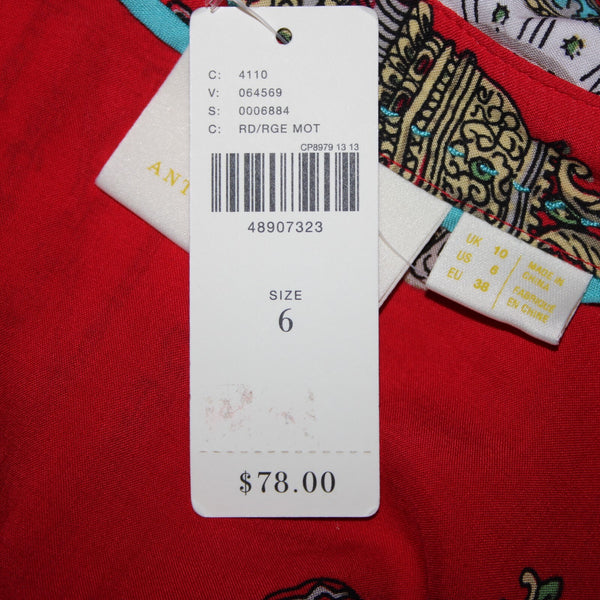 C: 4110
V: 064569
S: 0006884
C: RD/RGE MOT
CP8979 13 13
48907323
SIZE
6
$78.00
ANT
UK 10
US 6
EU 38
MADE IN
CHINA
FABRIQUÉ
EN CHINE